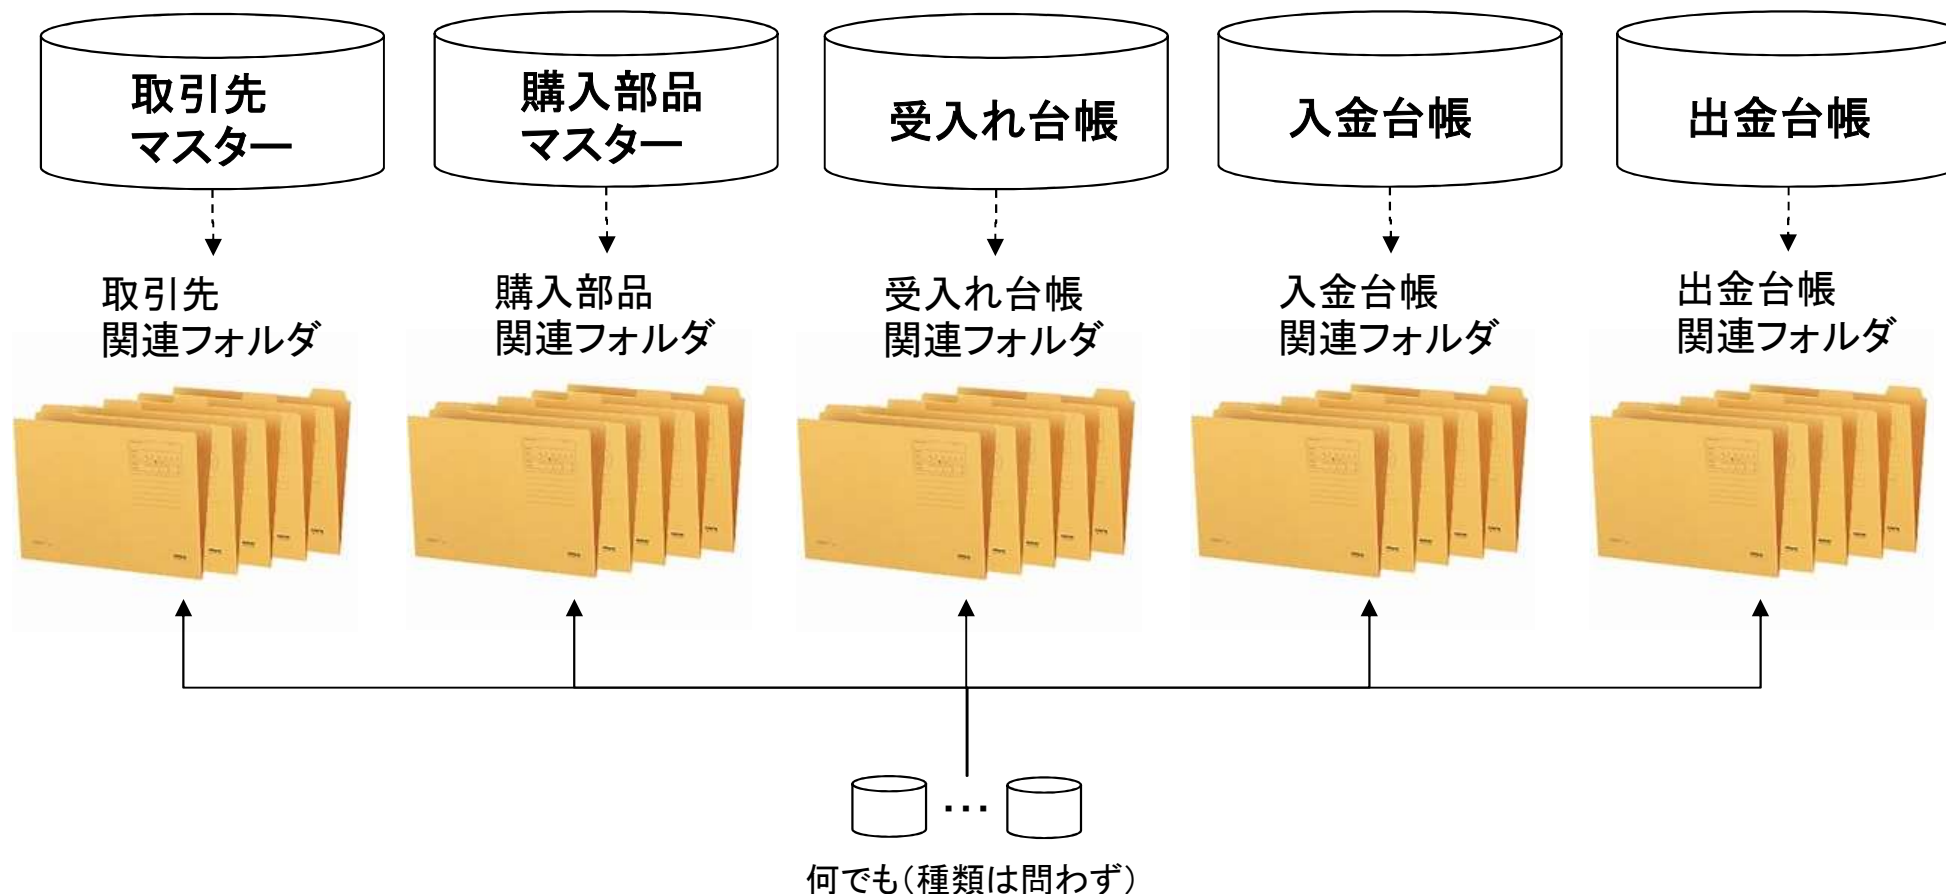 取引先
マスター
購入部品
マスター
受入れ台帳
入金台帳
出金台帳
取引先
関連フォルダ
購入部品
関連フォルダ
受入れ台帳
関連フォルダ
入金台帳
関連フォルダ
出金台帳
関連フォルダ
・・・
何でも(種類は問わず)